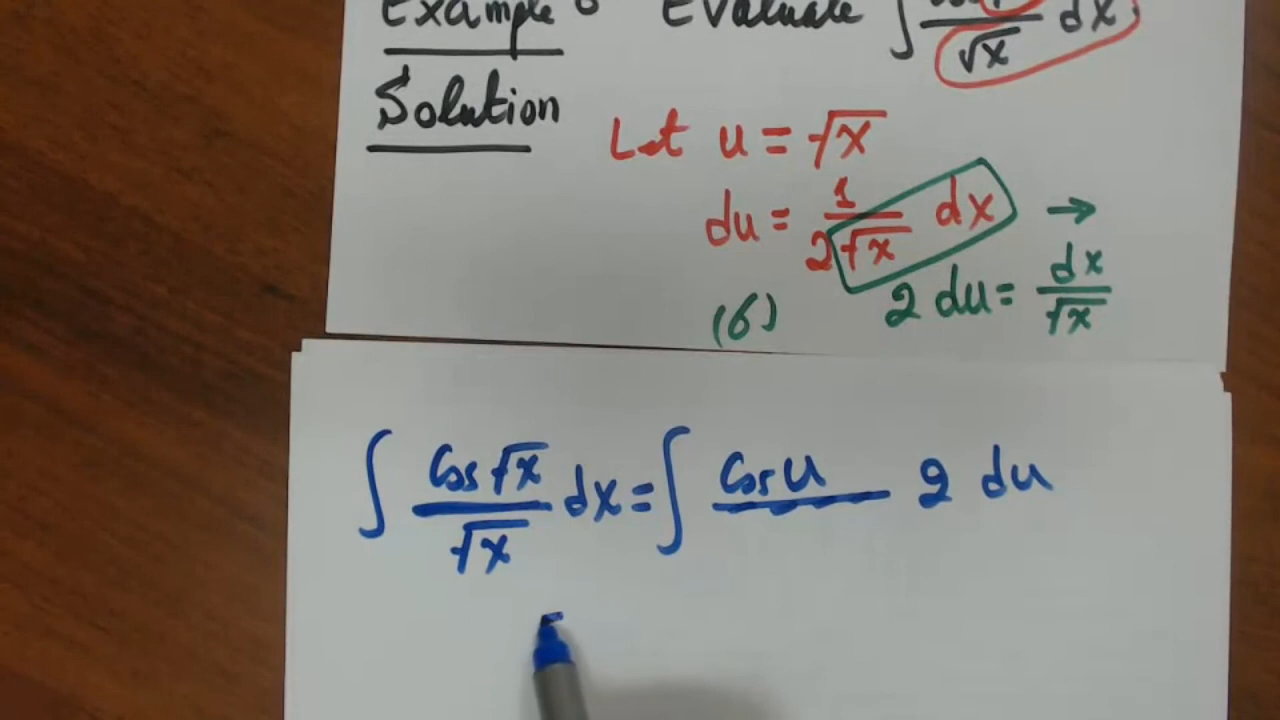 Example 6 Evaluate ∫ ──/√x dx
Solution
Let u = √x
du = 1/(2√x) dx →
(6) 2 du = dx/√x
∫ Cos √x/√x dx = ∫ Cos u 2 du